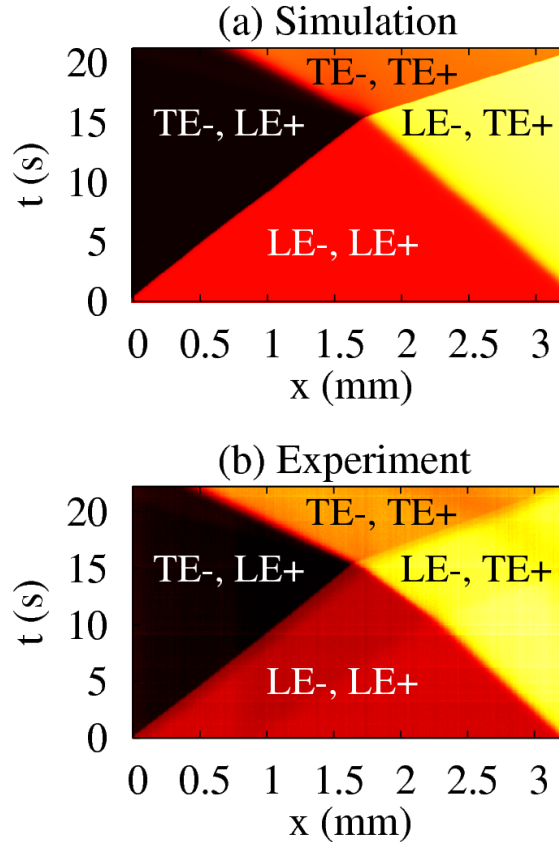 (a) Simulation
20
15
10
5
0
t (s)
TE-, TE+
TE-, LE+
LE-, TE+
LE-, LE+
0 0.5 1 1.5 2 2.5 3
x (mm)
(b) Experiment
20
15
10
5
0
t (s)
TE-, TE+
TE-, LE+
LE-, TE+
LE-, LE+
0 0.5 1 1.5 2 2.5 3
x (mm)